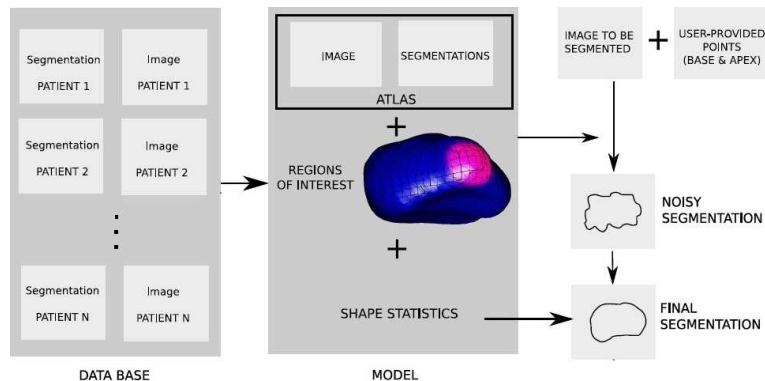 Segmentation
PATIENT 1
Image
PATIENT 1
Segmentation
PATIENT 2
Image
PATIENT 2
Segmentation
PATIENT N
Image
PATIENT N
DATA BASE
IMAGE
SEGMENTATIONS
ATLAS
+
REGIONS
OF INTEREST
+
SHAPE STATISTICS
MODEL
IMAGE TO BE
SEGMENTED
+
USER-PROVIDED
POINTS
(BASE & APEX)
NOISY
SEGMENTATION
FINAL
SEGMENTATION